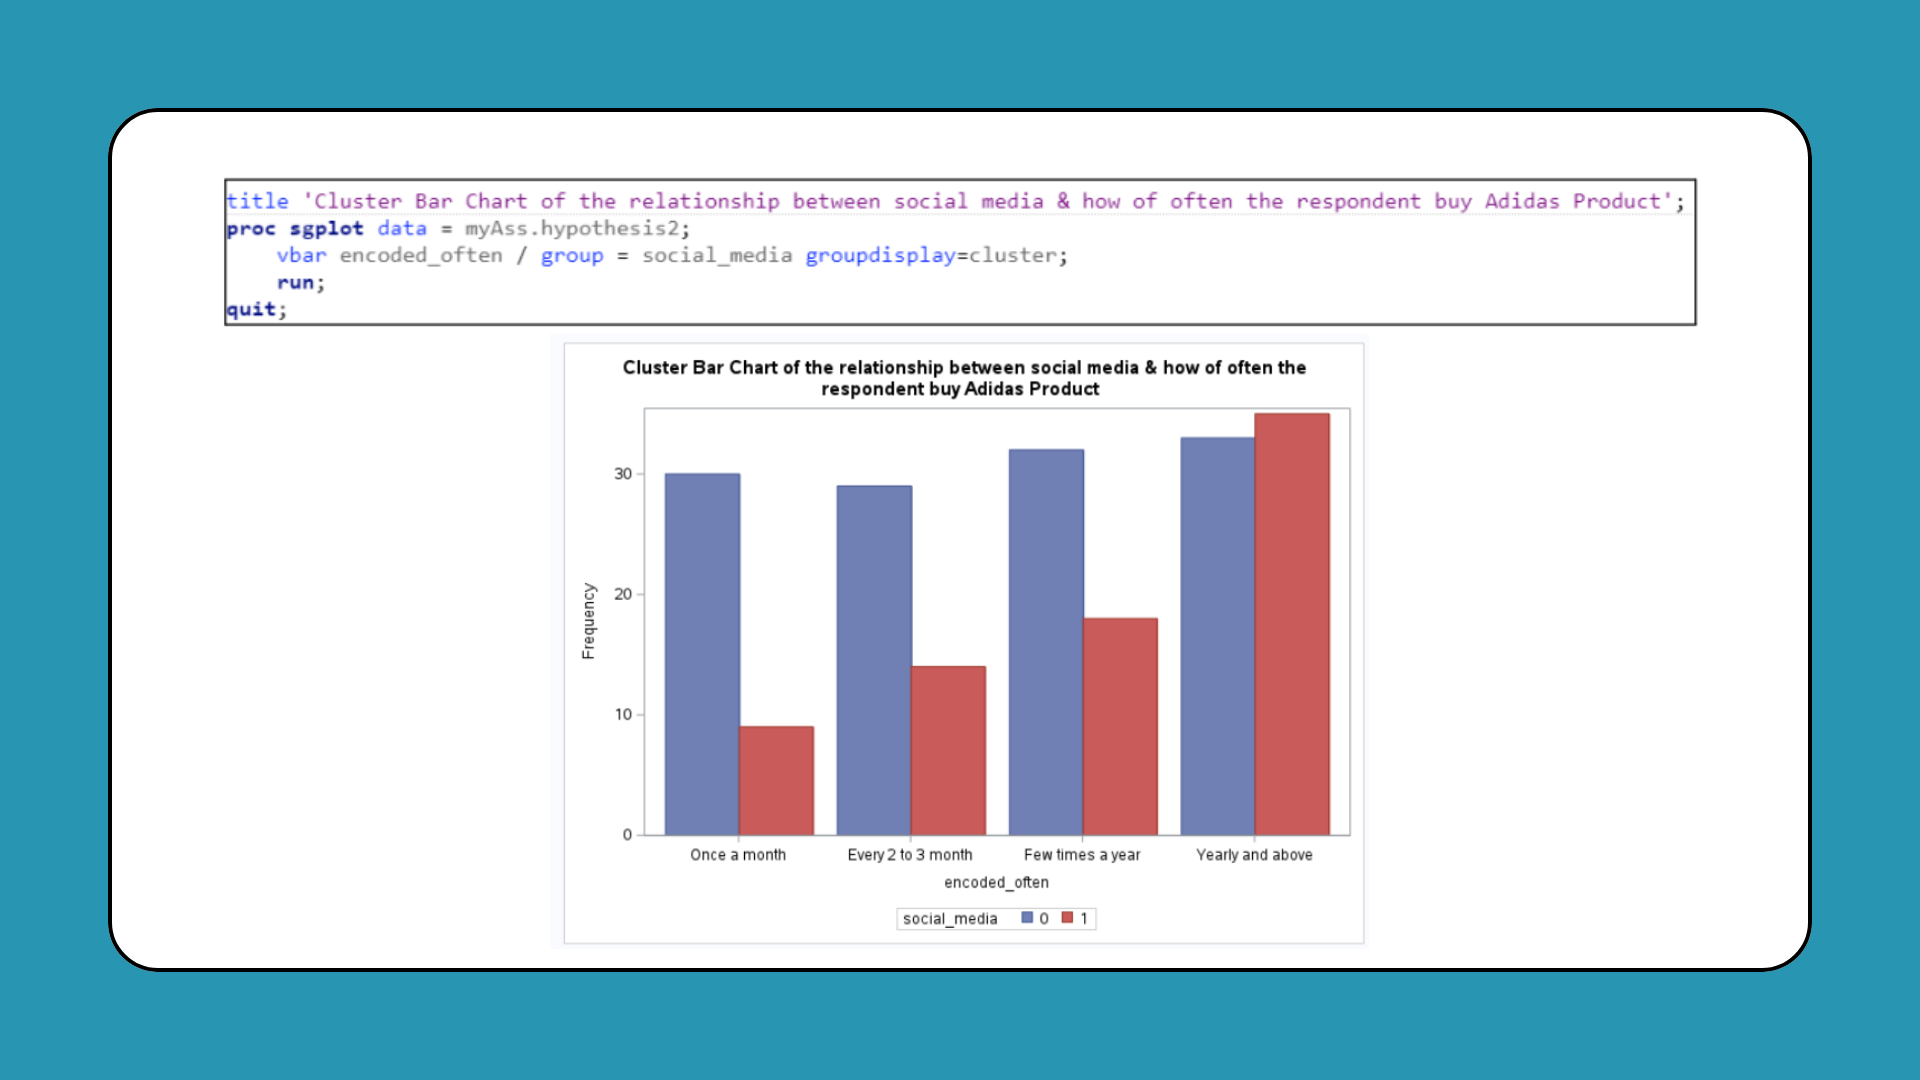 title 'Cluster Bar Chart of the relationship between social media & how of often the respondent buy Adidas Product';
proc sgplot data = myAss.hypothesis2;
vbar encoded_often / group = social_media groupdisplay=cluster;
run;
quit;
Cluster Bar Chart of the relationship between social media & how of often the
respondent buy Adidas Product
30
20
10
0
Frequency
Once a month Every 2 to 3 month Few times a year Yearly and above
encoded_often
social_media 0 1